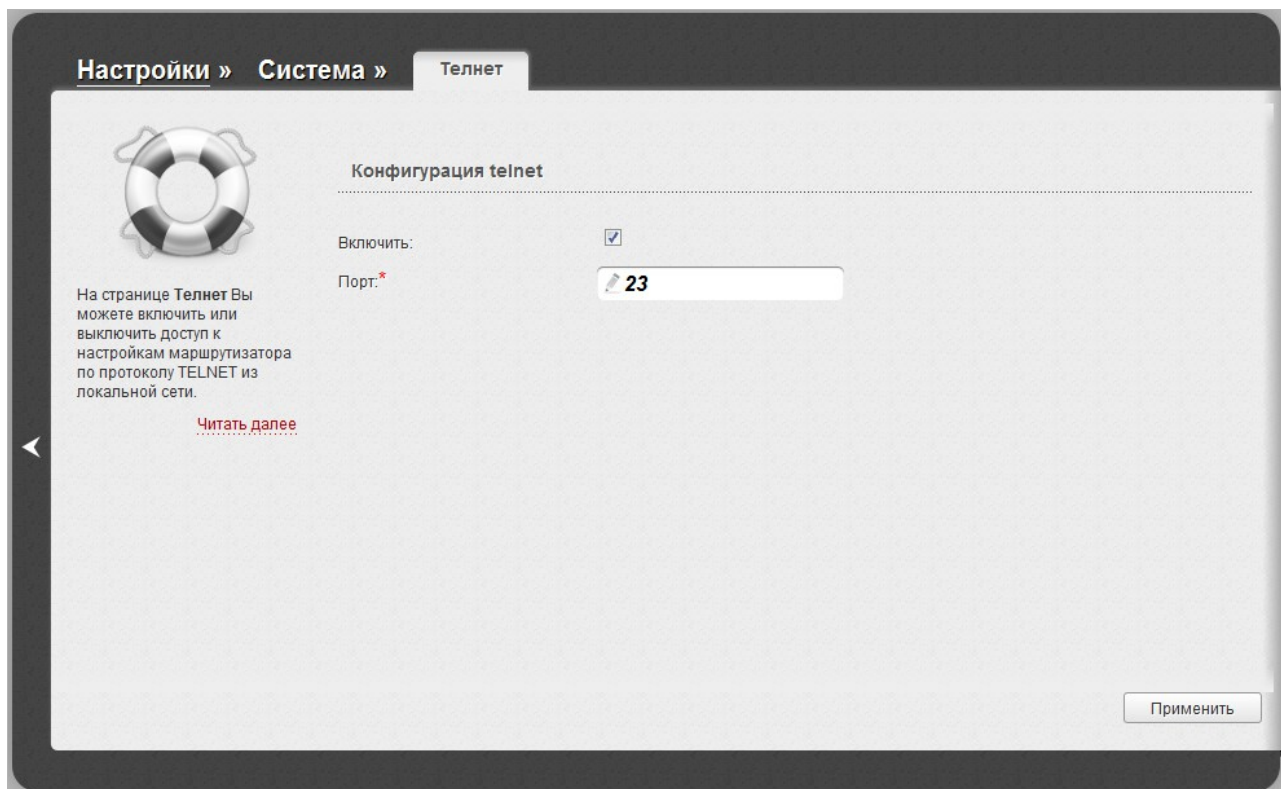 Настройки » Система » Телнет
Конфигурация telnet
Включить:
Порт:* 23
На странице Телнет Вы
можете включить или
выключить доступ к
настройкам маршрутизатора
по протоколу TELNET из
локальной сети.
Читать далее
Применить